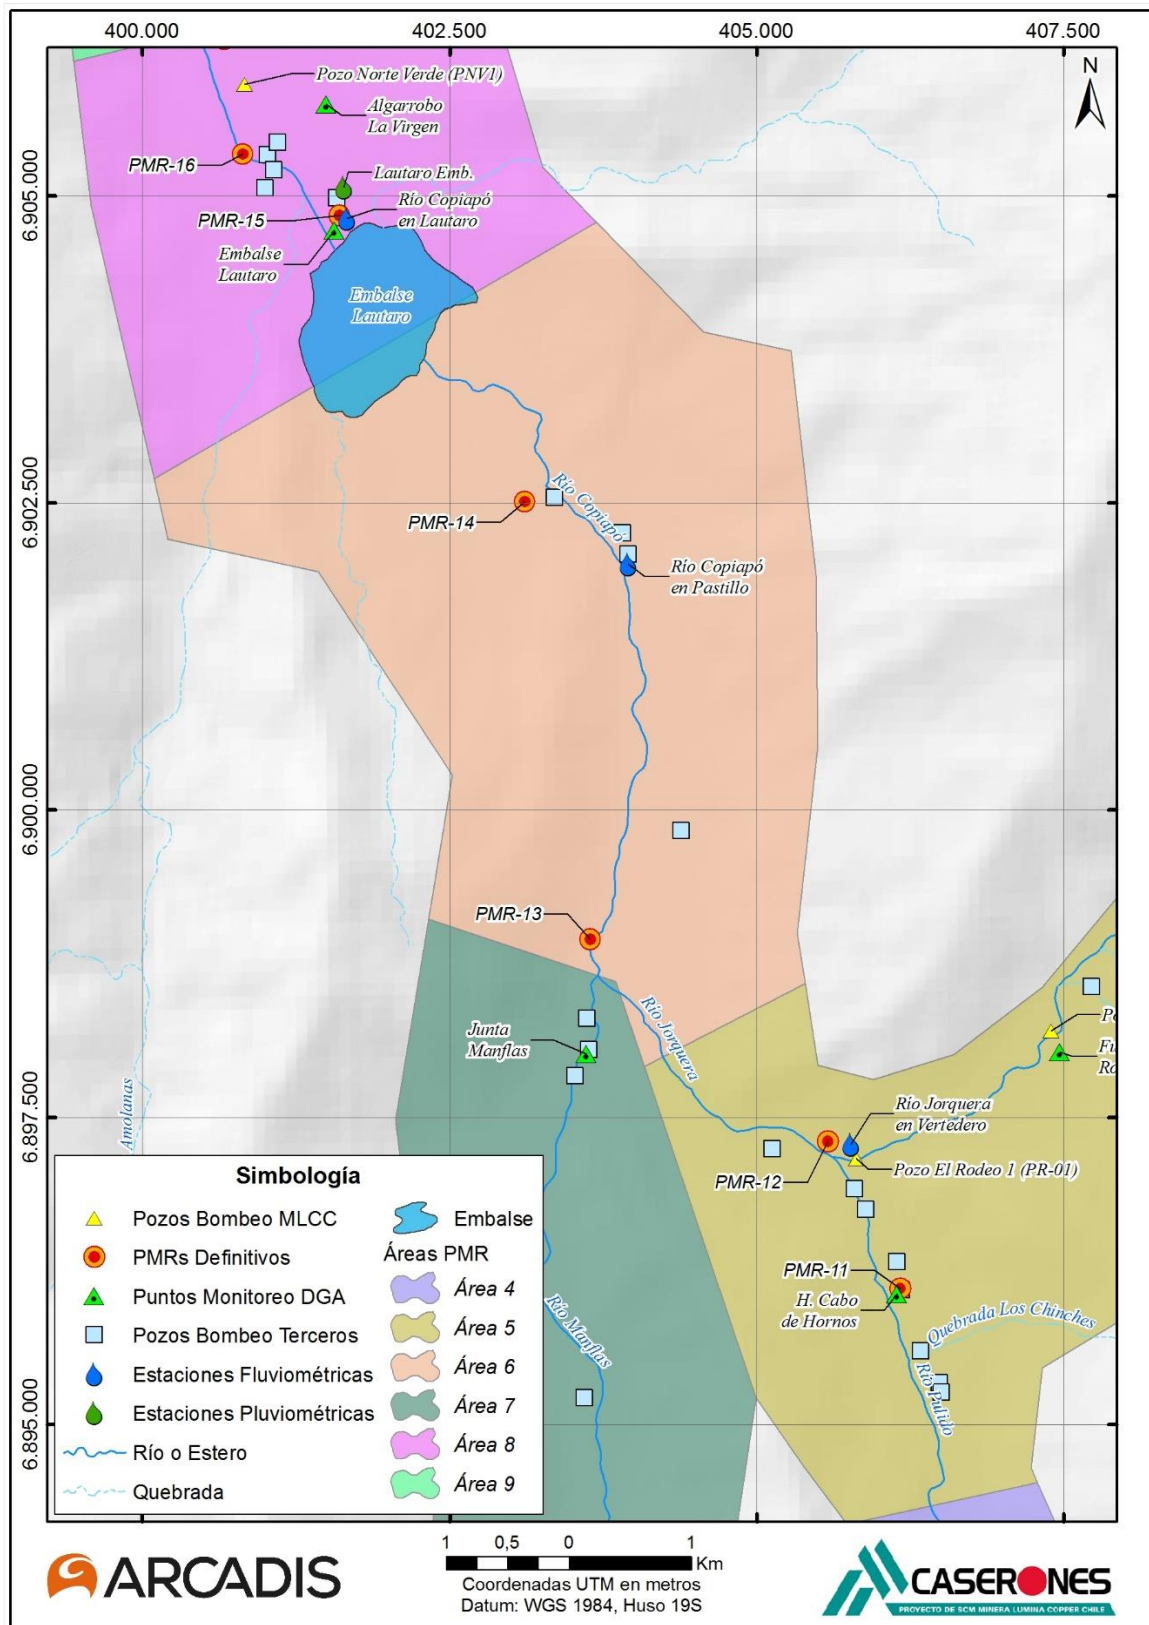 400.000
402.500
405.000
407.500
N
Pozo Norte Verde (PNV1)
Algarrobo
La Virgen
PMR-16
6.905.000
Lautaro Emb.
PMR-15
Río Copiapó
en Lautaro
Embalse
Lautaro
Embalse
Lautaro
6.902.500
Río Copiapó
PMR-14
Río Copiapó
en Pastillo
6.900.000
PMR-13
Río Jorquera
Junta
Manflas
Po
Fu
Ro
6.897.500
Amolanas
Río Jorquera
en Vertedero
PMR-12
Pozo El Rodeo 1 (PR-01)
PMR-11
H. Cabo
de Hornos
Quebrada Los Chinches
Río Manflas
Río Pulido
6.895.000
Simbología
Pozos Bombeo MLCC
PMRs Definitivos
Puntos Monitoreo DGA
Pozos Bombeo Terceros
Estaciones Fluviométricas
Estaciones Pluviométricas
Río o Estero
Quebrada
Embalse
Áreas PMR
Área 4
Área 5
Área 6
Área 7
Área 8
Área 9
ARCADIS
1 0,5 0 1
Km
Coordenadas UTM en metros
Datum: WGS 1984, Huso 19S
CASERONES
PROYECTO DE SCM MINERA LUMINA COPPER CHILE